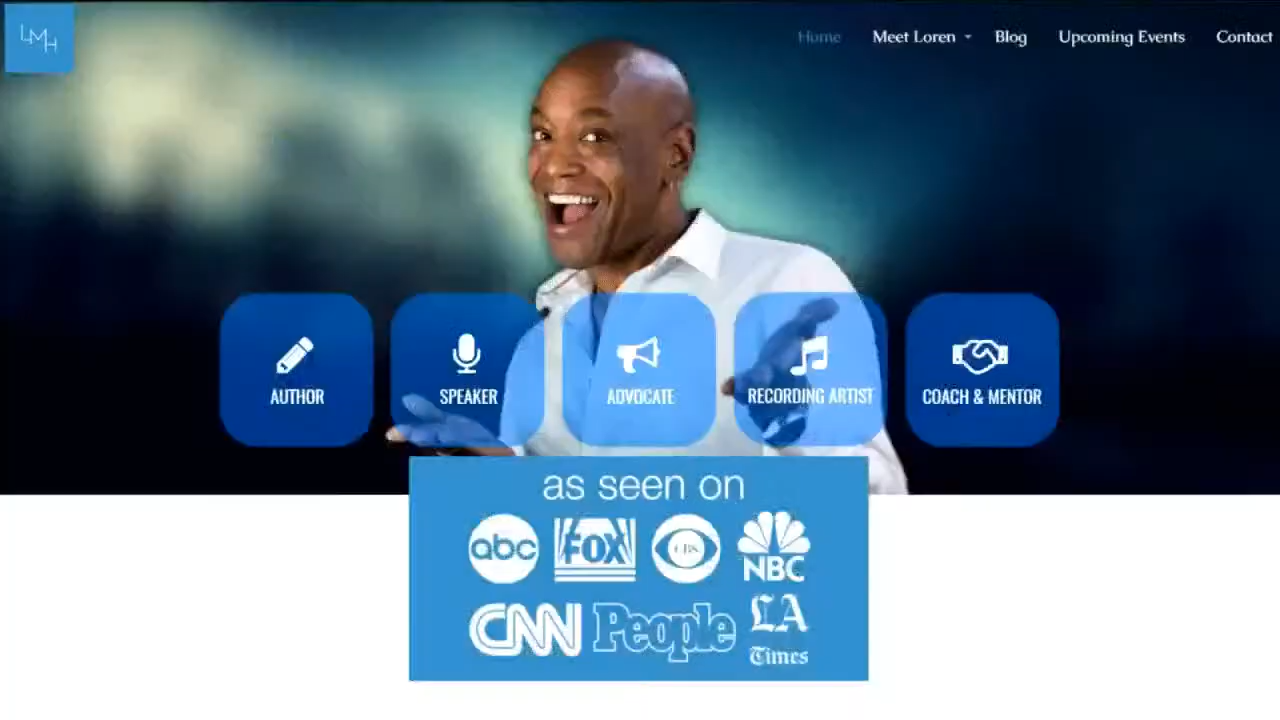 LMH
Home Meet Loren Blog Upcoming Events Contact
AUTHOR SPEAKER ADVOCATE RECORDING ARTIST COACH & MENTOR
as seen on
abc FOX CBS NBC
CNN People LA Times